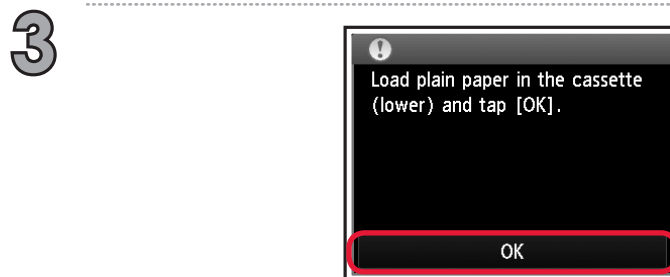 3
Load plain paper in the cassette
(lower) and tap [OK].
OK